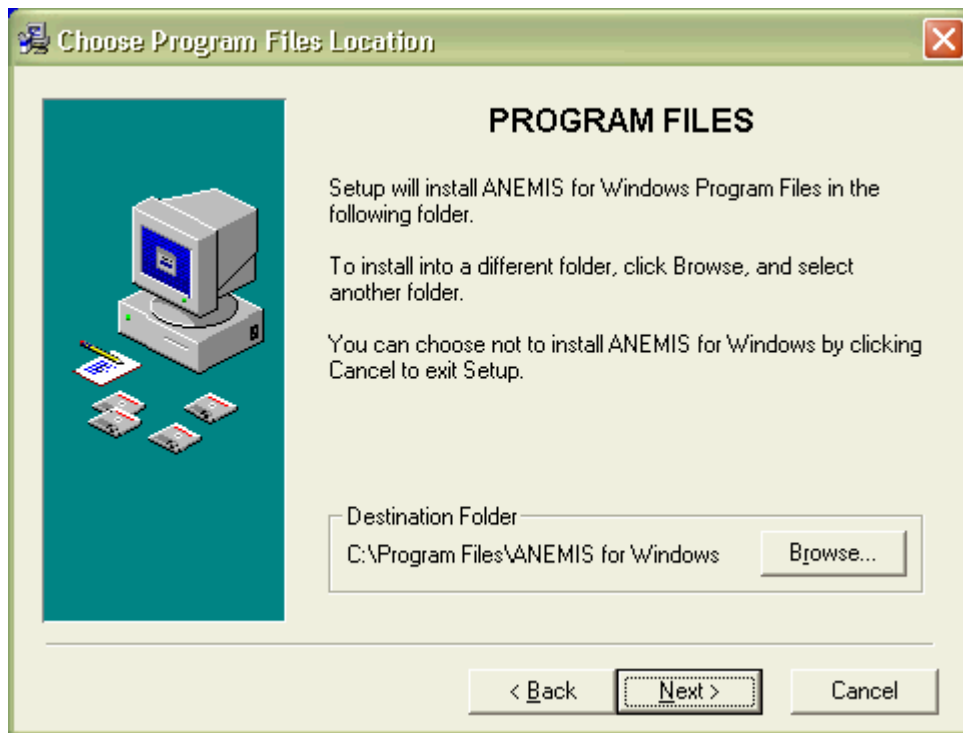 Choose Program Files Location
PROGRAM FILES
Setup will install ANEMIS for Windows Program Files in the
following folder.
To install into a different folder, click Browse, and select
another folder.
You can choose not to install ANEMIS for Windows by clicking
Cancel to exit Setup.
Destination Folder
C:\Program Files\ANEMIS for Windows Browse...
< Back Next > Cancel